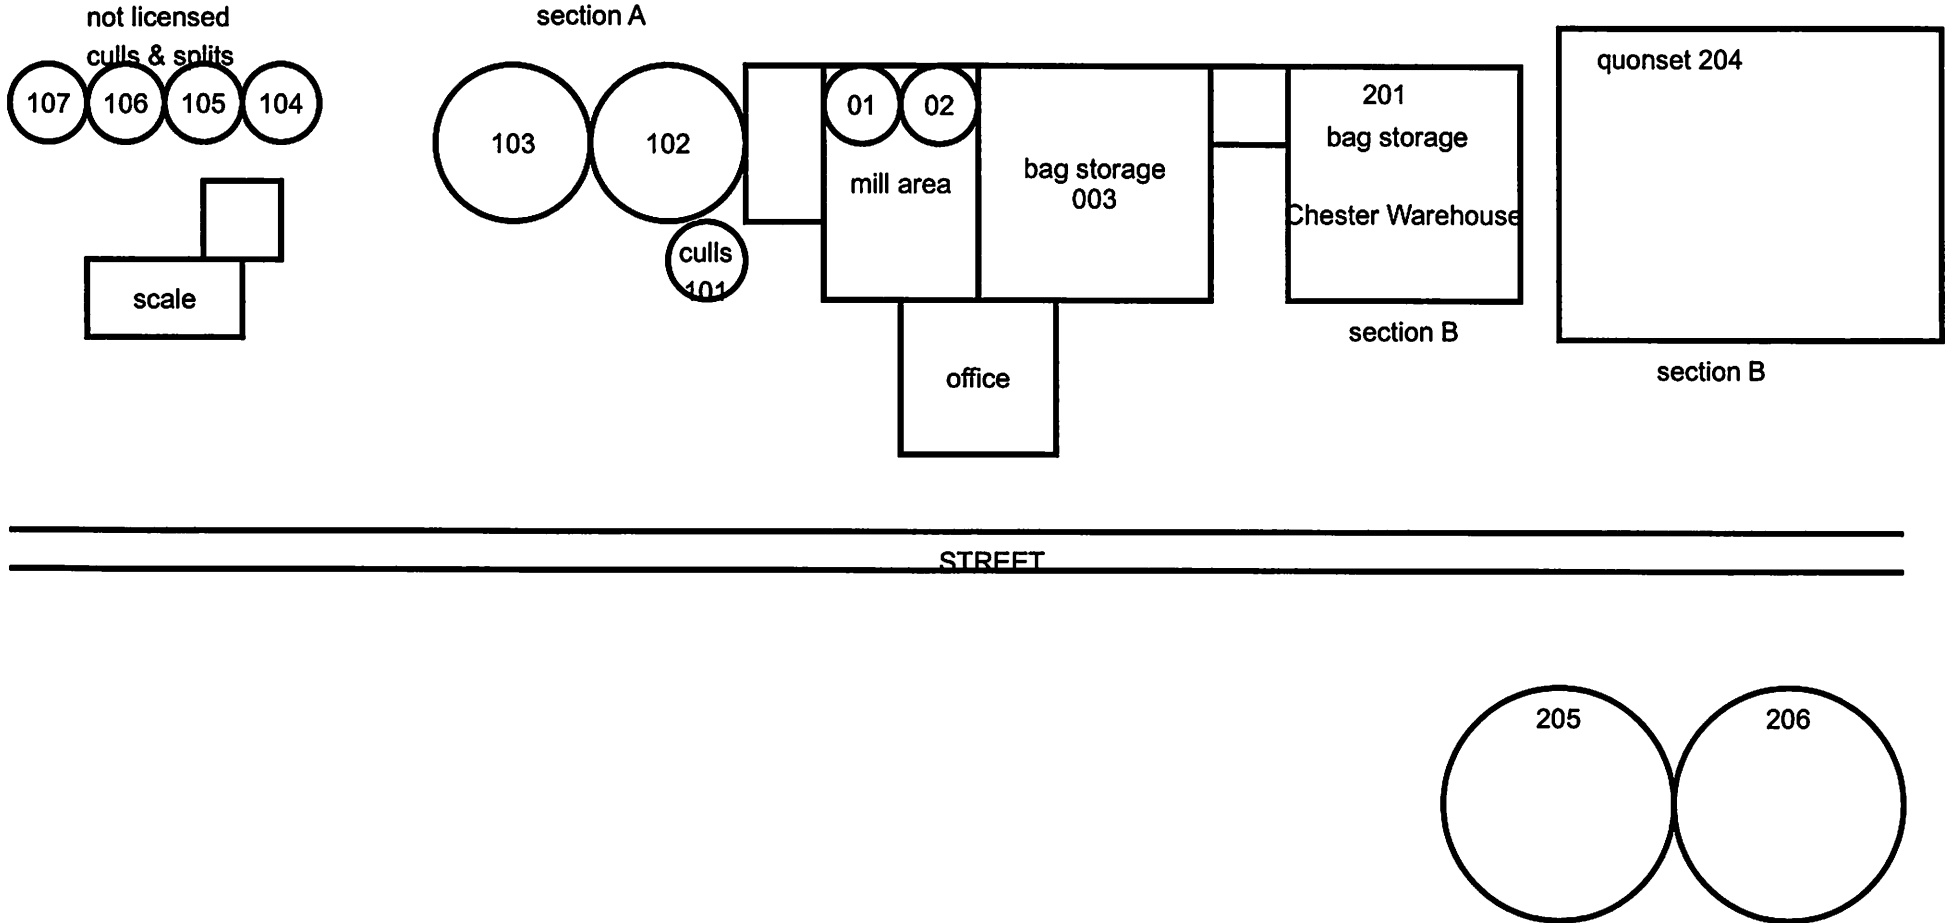 not licensed
culls & splits
section A
107
106
105
104
103
102
01
02
mill area
bag storage
003
201
bag storage
Chester Warehouse
quonset 204
culls
101
scale
office
section B
section B
STREET
205
206